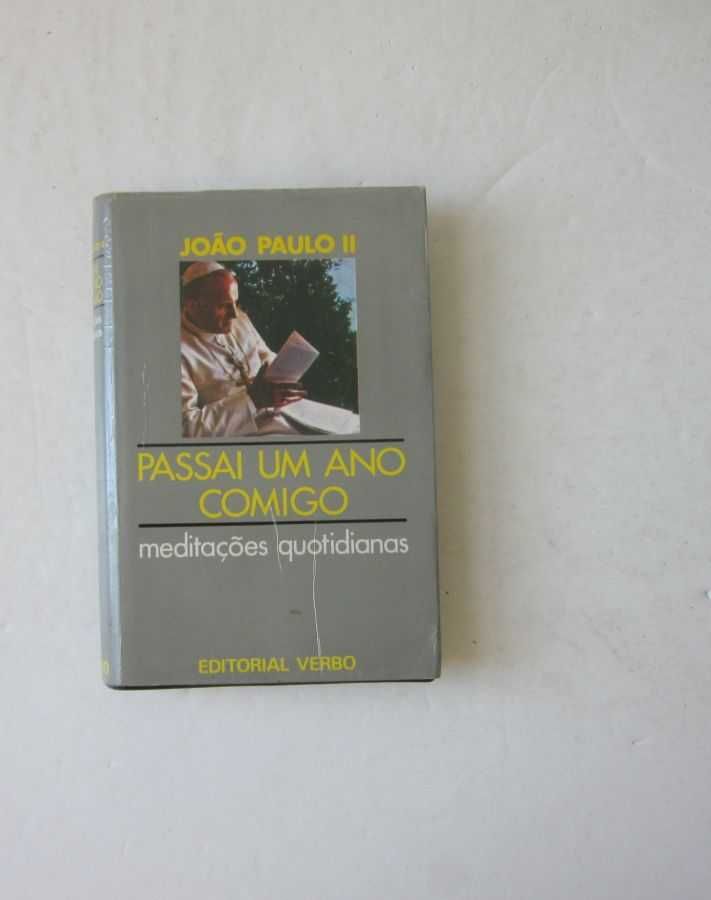 JOÃO PAULO II
PASSAI UM ANO
COMIGO
meditações quotidianas
EDITORIAL VERBO